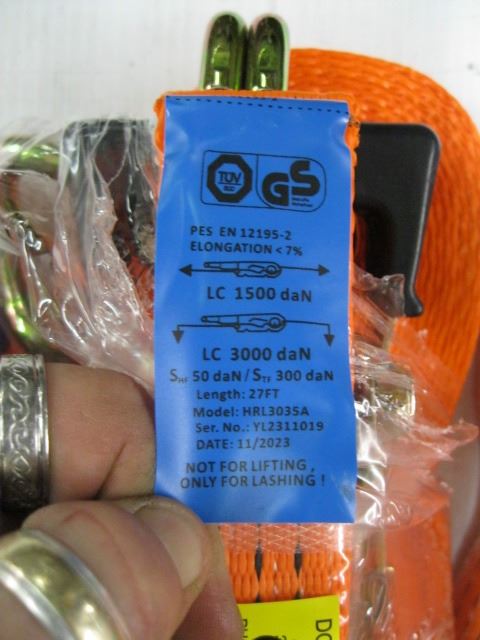 TÜV
SÜD
GS
PES EN 12195-2
ELONGATION < 7%
LC 1500 daN
LC 3000 daN
SHF 50 daN / STF 300 daN
Length: 27FT
Model: HRL3035A
Ser. No.: YL2311019
DATE: 11/2023
NOT FOR LIFTING ,
ONLY FOR LASHING !